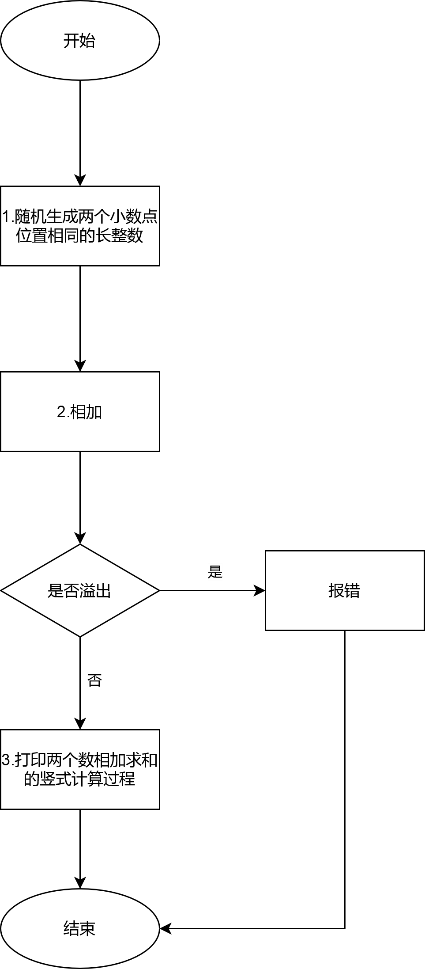 开始
1.随机生成两个小数点
位置相同的长整数
2.相加
是否溢出
是
报错
否
3.打印两个数相加求和
的竖式计算过程
结束